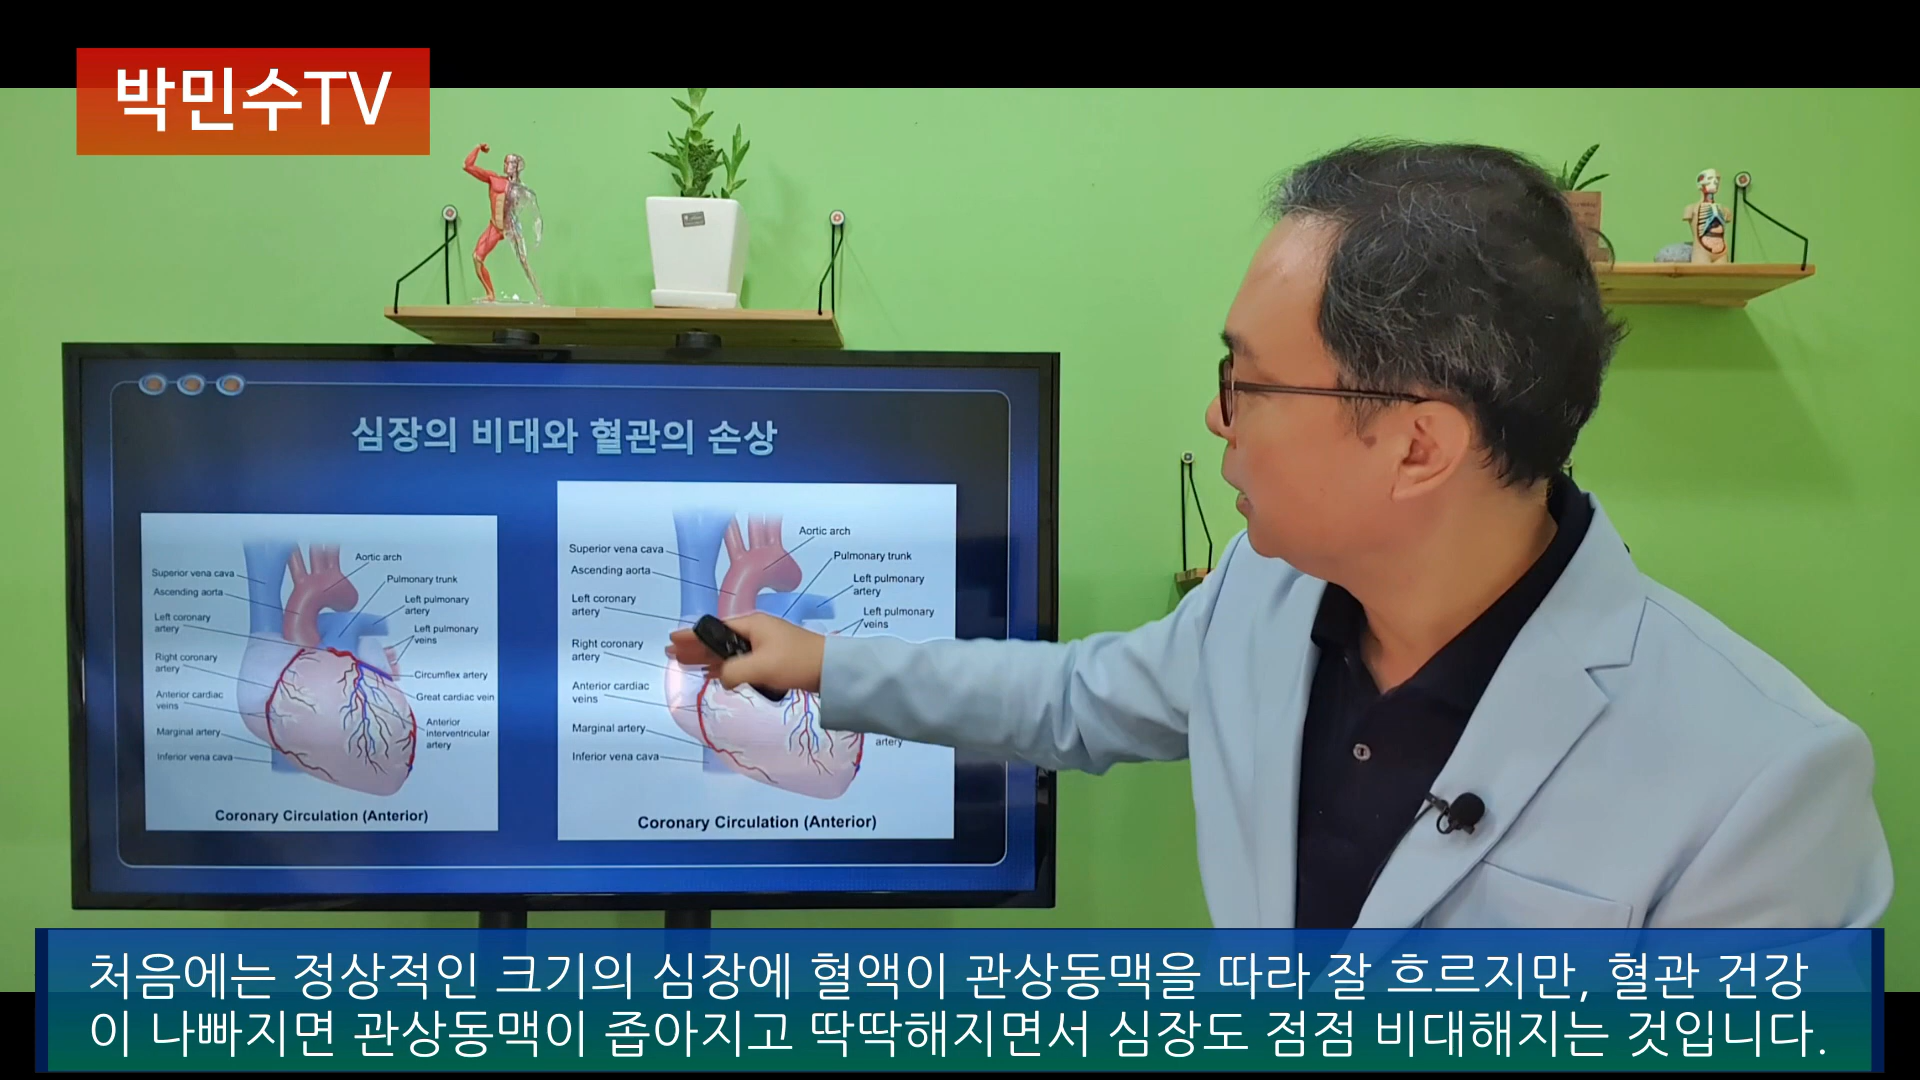 박민수TV
심장의 비대와 혈관의 손상
Superior vena cava
Ascending aorta
Left coronary
artery
Right coronary
artery
Anterior cardiac
veins
Marginal artery
Inferior vena cava
Aortic arch
Pulmonary trunk
Left pulmonary
artery
Left pulmonary
veins
Circumflex artery
Great cardiac vein
Anterior
interventricular
artery
Coronary Circulation (Anterior)
Superior vena cava
Ascending aorta
Left coronary
artery
Right coronary
artery
Anterior cardiac
veins
Marginal artery
Inferior vena cava
Aortic arch
Pulmonary trunk
Left pulmonary
artery
Left pulmonary
veins
artery
Coronary Circulation (Anterior)
처음에는 정상적인 크기의 심장에 혈액이 관상동맥을 따라 잘 흐르지만, 혈관 건강
이 나빠지면 관상동맥이 좁아지고 딱딱해지면서 심장도 점점 비대해지는 것입니다.